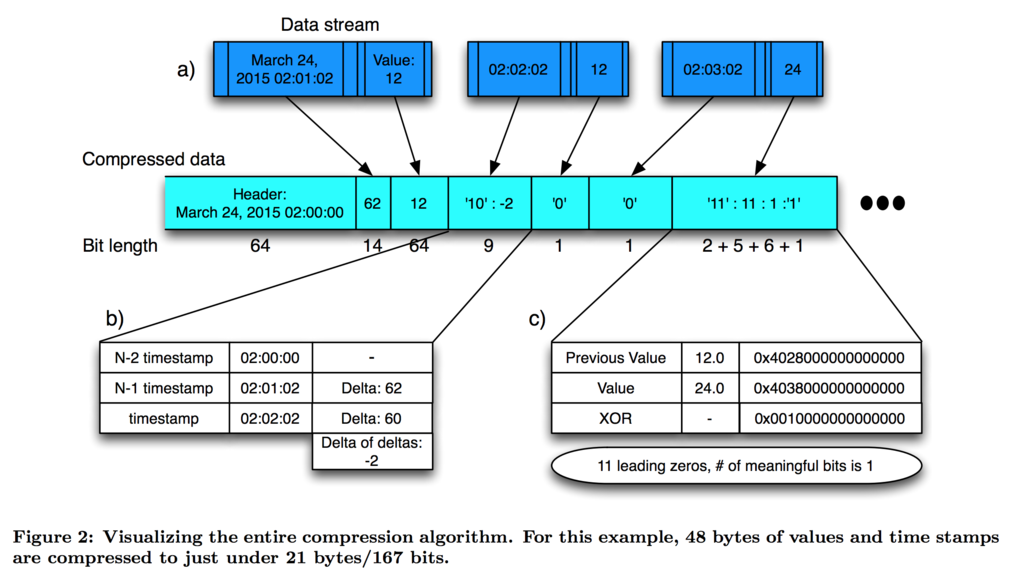 Data stream
a)
March 24,
2015 02:01:02
Value:
12
02:02:02
12
02:03:02
24
Compressed data
Header:
March 24, 2015 02:00:00
62
12
'10' : -2
'0'
'0'
'11' : 11 : 1 :'1'
Bit length
64
14
64
9
1
1
2 + 5 + 6 + 1
b)
N-2 timestamp 02:00:00 -
N-1 timestamp 02:01:02 Delta: 62
timestamp 02:02:02 Delta: 60
Delta of deltas:
-2
c)
Previous Value 12.0 0x4028000000000000
Value 24.0 0x4038000000000000
XOR - 0x0010000000000000
11 leading zeros, # of meaningful bits is 1
Figure 2: Visualizing the entire compression algorithm. For this example, 48 bytes of values and time stamps
are compressed to just under 21 bytes/167 bits.